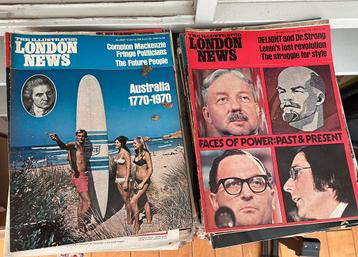 THE ILLUSTRATED
LONDON
NEWS
Compton Mackenzie
Fringe Politicians
The Future People
Australia
1770-1970
THE ILLUSTRATED
LONDON
NEWS
DELIGHT and Dr. Strong
Lenin's lost revolution
The struggle for style
FACES OF POWER: PAST & PRESENT